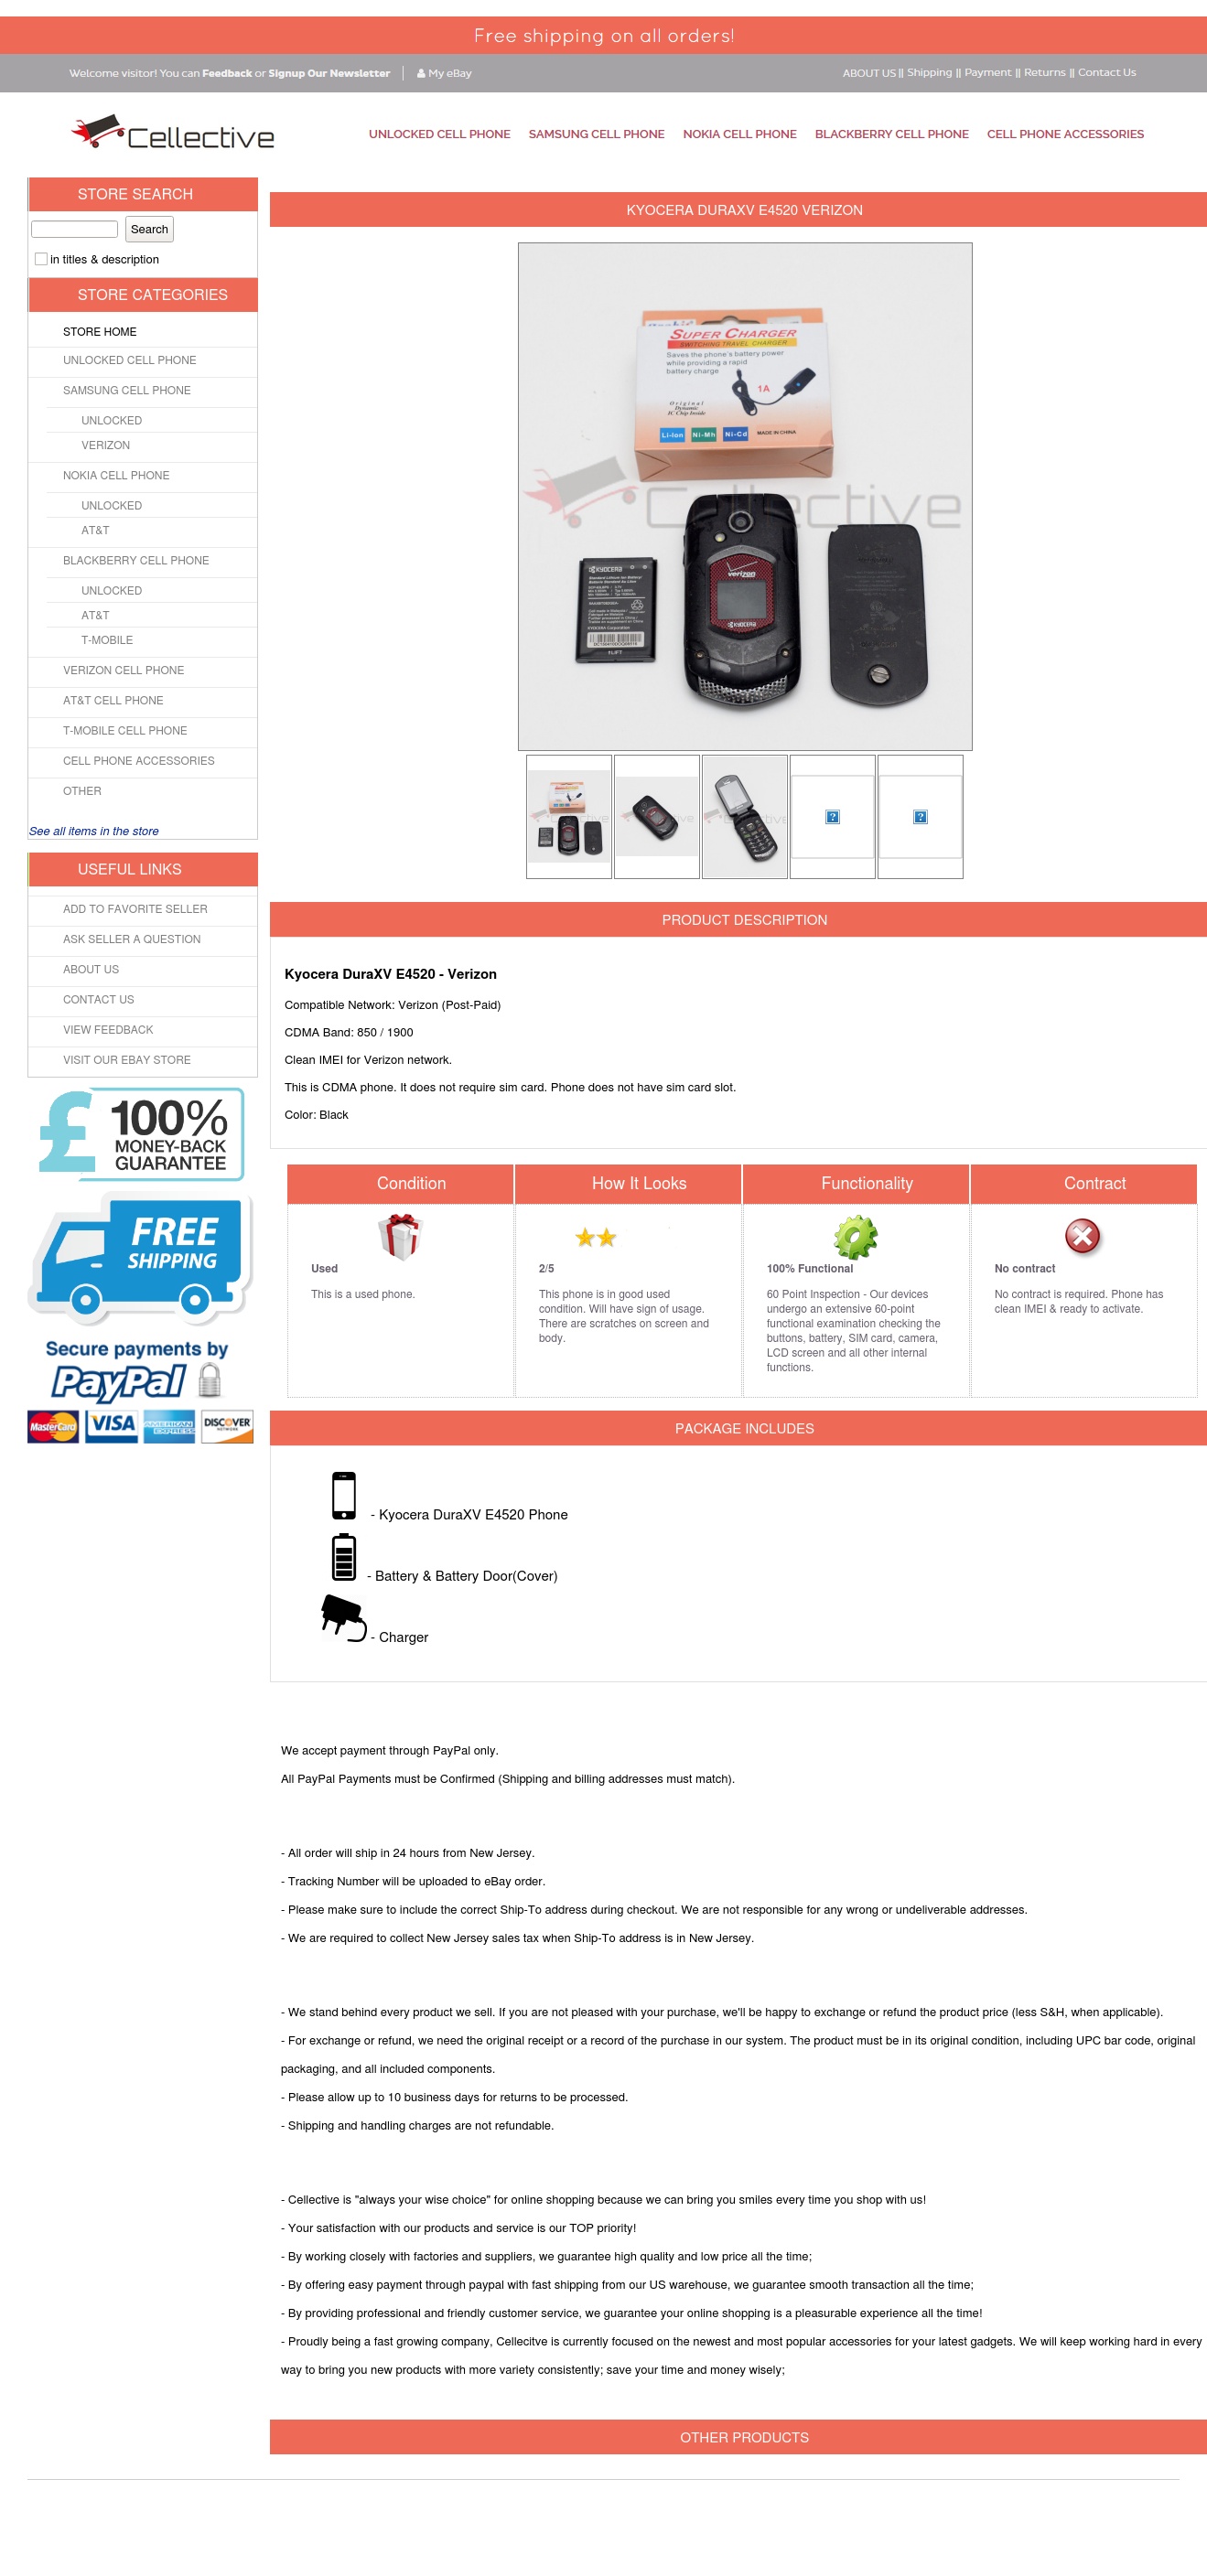 Free shipping on all orders!
Welcome visitor! You can Feedback or Signup Our Newsletter | My eBay
ABOUT US || Shipping || Payment || Returns || Contact Us
Cellective
UNLOCKED CELL PHONE SAMSUNG CELL PHONE NOKIA CELL PHONE BLACKBERRY CELL PHONE CELL PHONE ACCESSORIES
STORE SEARCH
Search
in titles & description
STORE CATEGORIES
STORE HOME
UNLOCKED CELL PHONE
SAMSUNG CELL PHONE
UNLOCKED
VERIZON
NOKIA CELL PHONE
UNLOCKED
AT&T
BLACKBERRY CELL PHONE
UNLOCKED
AT&T
T-MOBILE
VERIZON CELL PHONE
AT&T CELL PHONE
T-MOBILE CELL PHONE
CELL PHONE ACCESSORIES
OTHER
See all items in the store
USEFUL LINKS
ADD TO FAVORITE SELLER
ASK SELLER A QUESTION
ABOUT US
CONTACT US
VIEW FEEDBACK
VISIT OUR EBAY STORE
£ 100%
MONEY-BACK
GUARANTEE
FREE
SHIPPING
Secure payments by
PayPal
MasterCard VISA AMERICAN EXPRESS DISCOVER NETWORK
KYOCERA DURAXV E4520 VERIZON
SUPER CHARGER
SWITCHING TRAVEL CHARGER
Saves the phone's battery power
while providing a rapid
battery charge
1A
Original
Dynamic
IC Chip Inside
Li-Ion Ni-Mh Ni-Cd MADE IN CHINA
Cellective
KYOCERA
verizon
KYOCERA
PRODUCT DESCRIPTION
Kyocera DuraXV E4520 - Verizon
Compatible Network: Verizon (Post-Paid)
CDMA Band: 850 / 1900
Clean IMEI for Verizon network.
This is CDMA phone. It does not require sim card. Phone does not have sim card slot.
Color: Black
Condition
Used
This is a used phone.
How It Looks
2/5
This phone is in good used
condition. Will have sign of usage.
There are scratches on screen and
body.
Functionality
100% Functional
60 Point Inspection - Our devices
undergo an extensive 60-point
functional examination checking the
buttons, battery, SIM card, camera,
LCD screen and all other internal
functions.
Contract
No contract
No contract is required. Phone has
clean IMEI & ready to activate.
PACKAGE INCLUDES
- Kyocera DuraXV E4520 Phone
- Battery & Battery Door(Cover)
- Charger
We accept payment through PayPal only.
All PayPal Payments must be Confirmed (Shipping and billing addresses must match).
- All order will ship in 24 hours from New Jersey.
- Tracking Number will be uploaded to eBay order.
- Please make sure to include the correct Ship-To address during checkout. We are not responsible for any wrong or undeliverable addresses.
- We are required to collect New Jersey sales tax when Ship-To address is in New Jersey.
- We stand behind every product we sell. If you are not pleased with your purchase, we'll be happy to exchange or refund the product price (less S&H, when applicable).
- For exchange or refund, we need the original receipt or a record of the purchase in our system. The product must be in its original condition, including UPC bar code, original
packaging, and all included components.
- Please allow up to 10 business days for returns to be processed.
- Shipping and handling charges are not refundable.
- Cellective is "always your wise choice" for online shopping because we can bring you smiles every time you shop with us!
- Your satisfaction with our products and service is our TOP priority!
- By working closely with factories and suppliers, we guarantee high quality and low price all the time;
- By offering easy payment through paypal with fast shipping from our US warehouse, we guarantee smooth transaction all the time;
- By providing professional and friendly customer service, we guarantee your online shopping is a pleasurable experience all the time!
- Proudly being a fast growing company, Cellecitve is currently focused on the newest and most popular accessories for your latest gadgets. We will keep working hard in every
way to bring you new products with more variety consistently; save your time and money wisely;
OTHER PRODUCTS